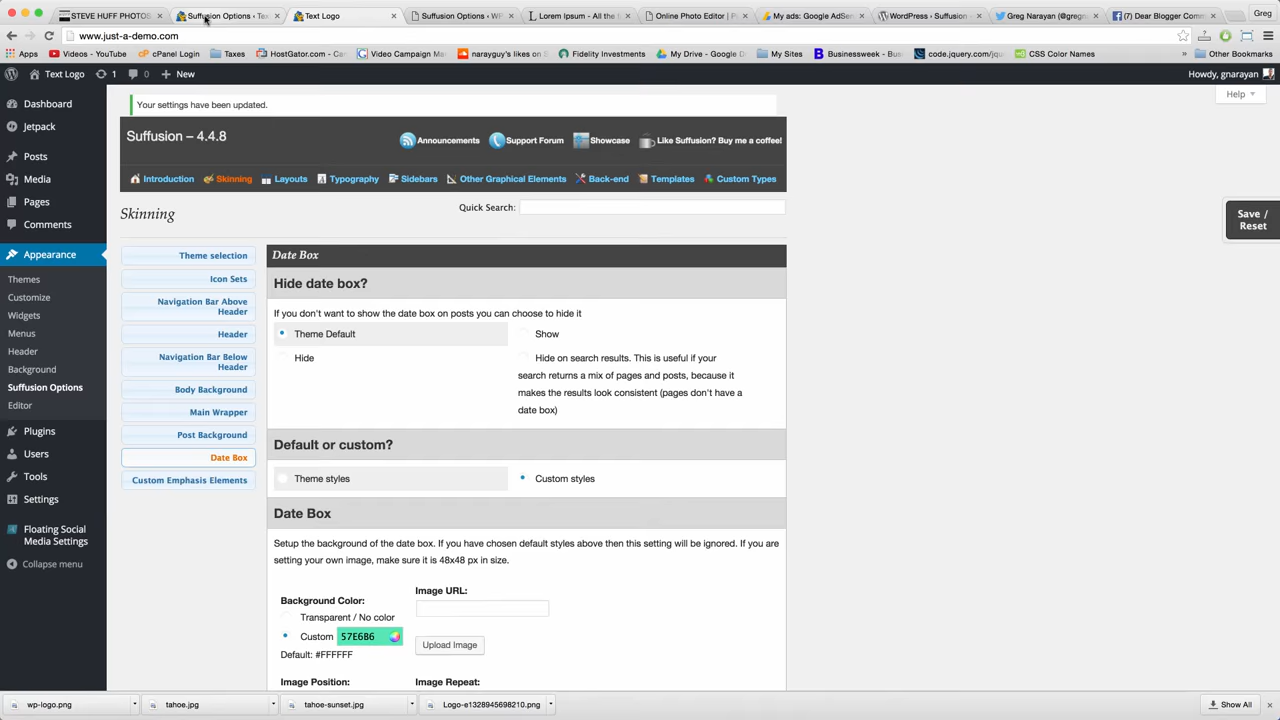 STEVE HUFF PHOTO
Suffusion Options ‹ Tex
Text Logo
Suffusion Options ‹ WP
Lorem Ipsum - All the f
Online Photo Editor | P
My ads: Google AdSen
WordPress › Suffusion
Greg Narayan (@gregn
(7) Dear Blogger Comm
Greg
www.just-a-demo.com
Apps
Videos - YouTube
cPanel Login
Taxes
HostGator.com - Ca
Video Campaign Ma
narayguy's likes on S
Fidelity Investments
My Drive - Google D
My Sites
Businessweek - Busi
code.jquery.com/jqu
CSS Color Names
»
Other Bookmarks
Text Logo
1
0
New
Howdy, gnarayan
Dashboard
Jetpack
Posts
Media
Pages
Comments
Appearance
Themes
Customize
Widgets
Menus
Header
Background
Suffusion Options
Editor
Plugins
Users
Tools
Settings
Floating Social
Media Settings
Collapse menu
Help
Your settings have been updated.
Suffusion – 4.4.8
Announcements
Support Forum
Showcase
Like Suffusion? Buy me a coffee!
Introduction
Skinning
Layouts
Typography
Sidebars
Other Graphical Elements
Back-end
Templates
Custom Types
Skinning
Quick Search:
Save /
Reset
Theme selection
Icon Sets
Navigation Bar Above
Header
Header
Navigation Bar Below
Header
Body Background
Main Wrapper
Post Background
Date Box
Custom Emphasis Elements
Date Box
Hide date box?
If you don't want to show the date box on posts you can choose to hide it
Theme Default
Show
Hide
Hide on search results. This is useful if your
search returns a mix of pages and posts, because it
makes the results look consistent (pages don't have a
date box)
Default or custom?
Theme styles
Custom styles
Date Box
Setup the background of the date box. If you have chosen default styles above then this setting will be ignored. If you are
setting your own image, make sure it is 48x48 px in size.
Background Color:
Transparent / No color
Custom 57E6B6
Default: #FFFFFF
Image URL:
Upload Image
Image Position:
Image Repeat:
wp-logo.png
tahoe.jpg
tahoe-sunset.jpg
Logo-e1328945698210.png
Show All